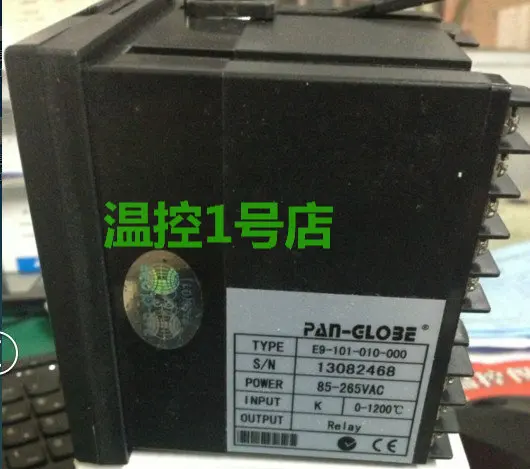 温控1号店
PAN-GLOBE®
TYPE E9-101-010-000
S/N 13082468
POWER 85-265VAC
INPUT K 0-1200℃
OUTPUT Relay
CE